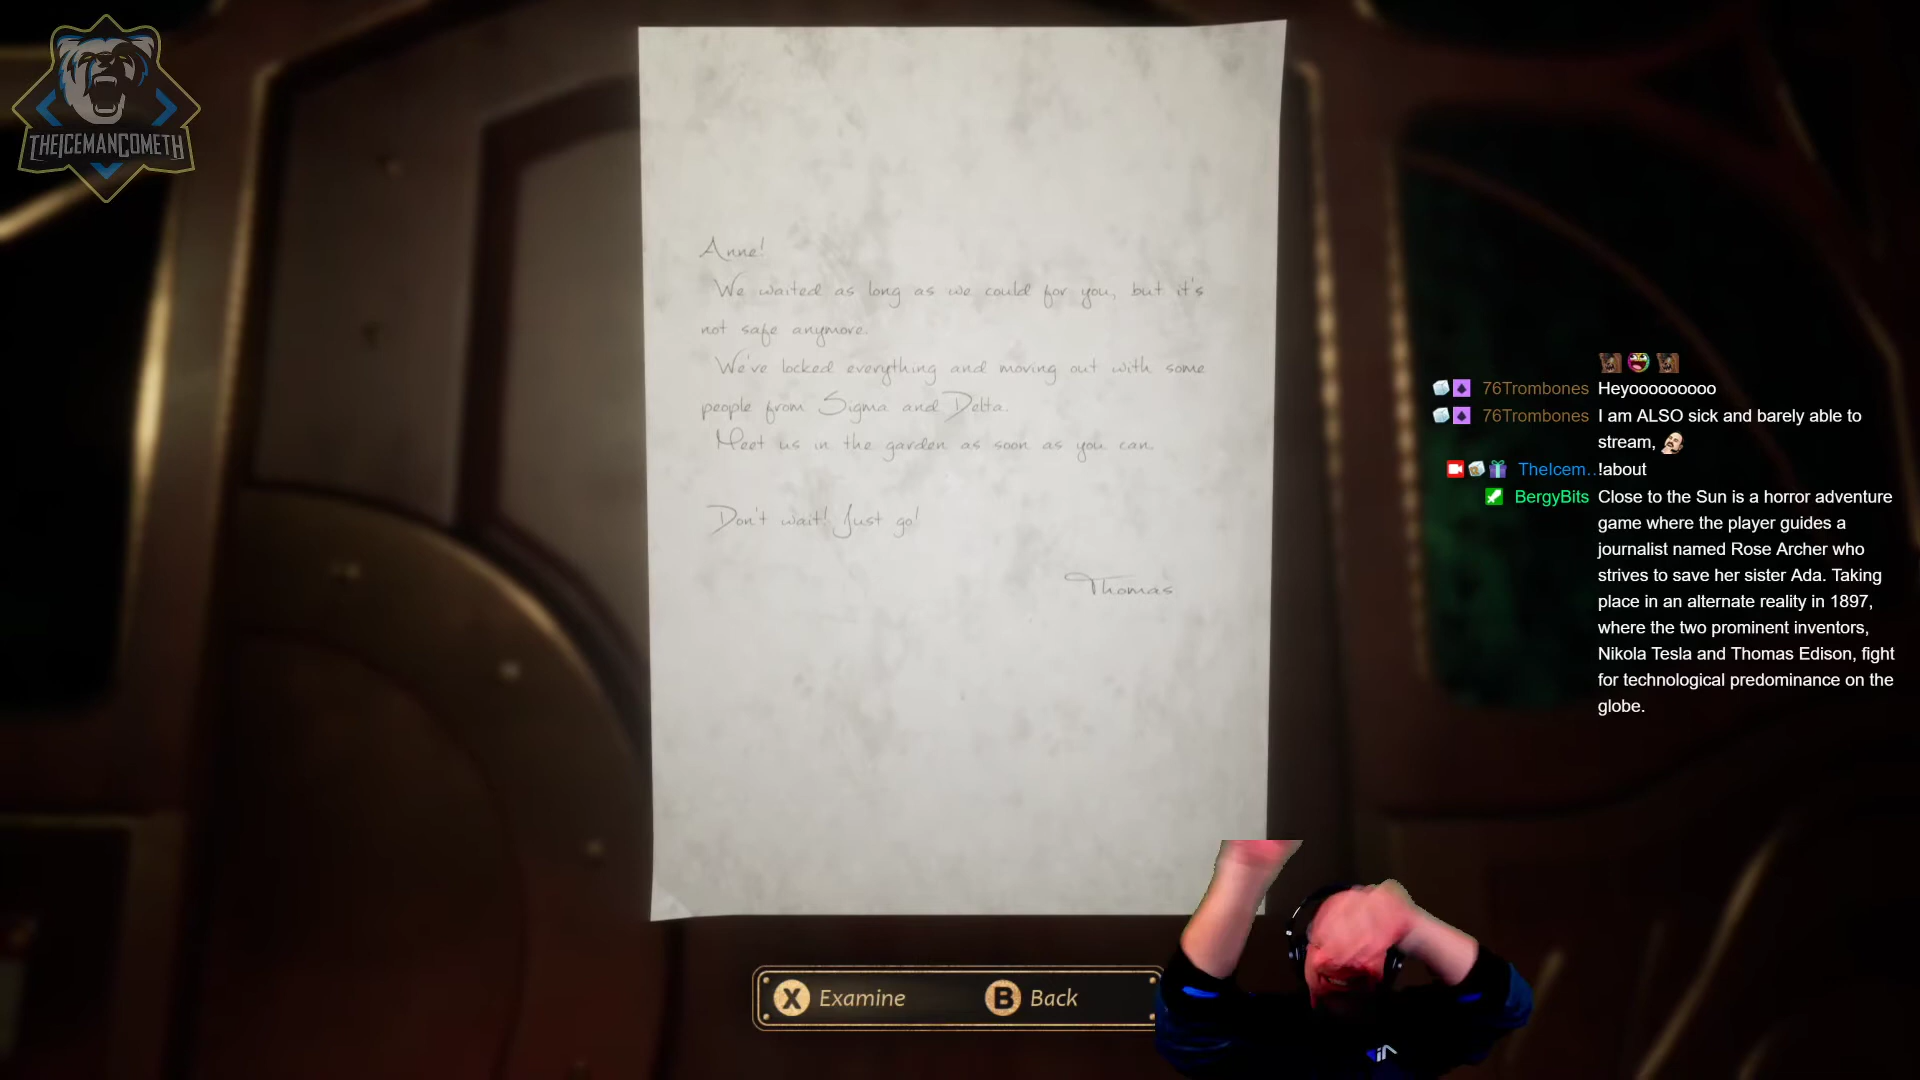 THEICEMANCOMETH
Anne!
We waited as long as we could for you, but it's
not safe anymore.
We've locked everything and moving out with some
people from Sigma and Delta.
Meet us in the garden as soon as you can.
Don't wait! Just go!
Thomas
X Examine B Back
76Trombones Heyooooooooo
76Trombones I am ALSO sick and barely able to
stream,
TheIcem.. !about
BergyBits Close to the Sun is a horror adventure
game where the player guides a
journalist named Rose Archer who
strives to save her sister Ada. Taking
place in an alternate reality in 1897,
where the two prominent inventors,
Nikola Tesla and Thomas Edison, fight
for technological predominance on the
globe.